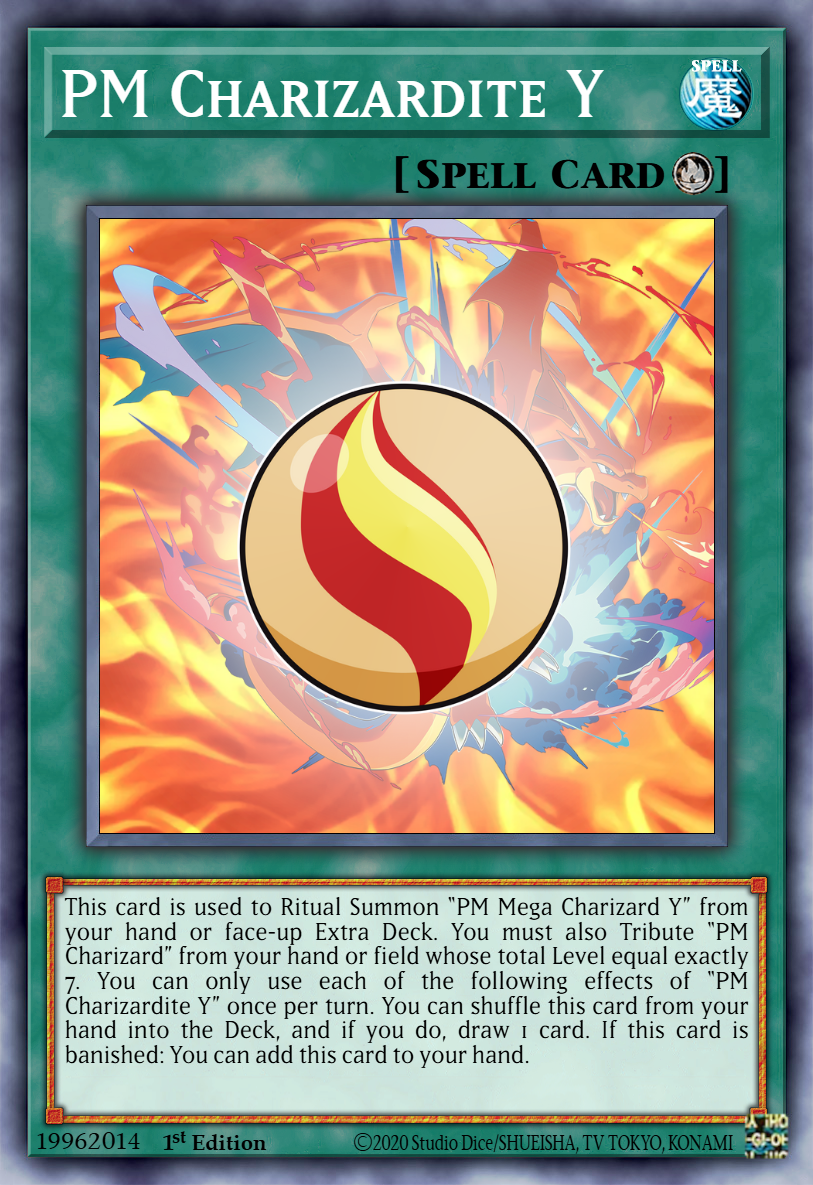 PM Charizardite Y
SPELL
魔
[Spell Card]
This card is used to Ritual Summon “PM Mega Charizard Y” from
your hand or face-up Extra Deck. You must also Tribute “PM
Charizard” from your hand or field whose total Level equal exactly
7. You can only use each of the following effects of “PM
Charizardite Y” once per turn. You can shuffle this card from your
hand into the Deck, and if you do, draw 1 card. If this card is
banished: You can add this card to your hand.
19962014 1st Edition ©2020 Studio Dice/SHUEISHA, TV TOKYO, KONAMI